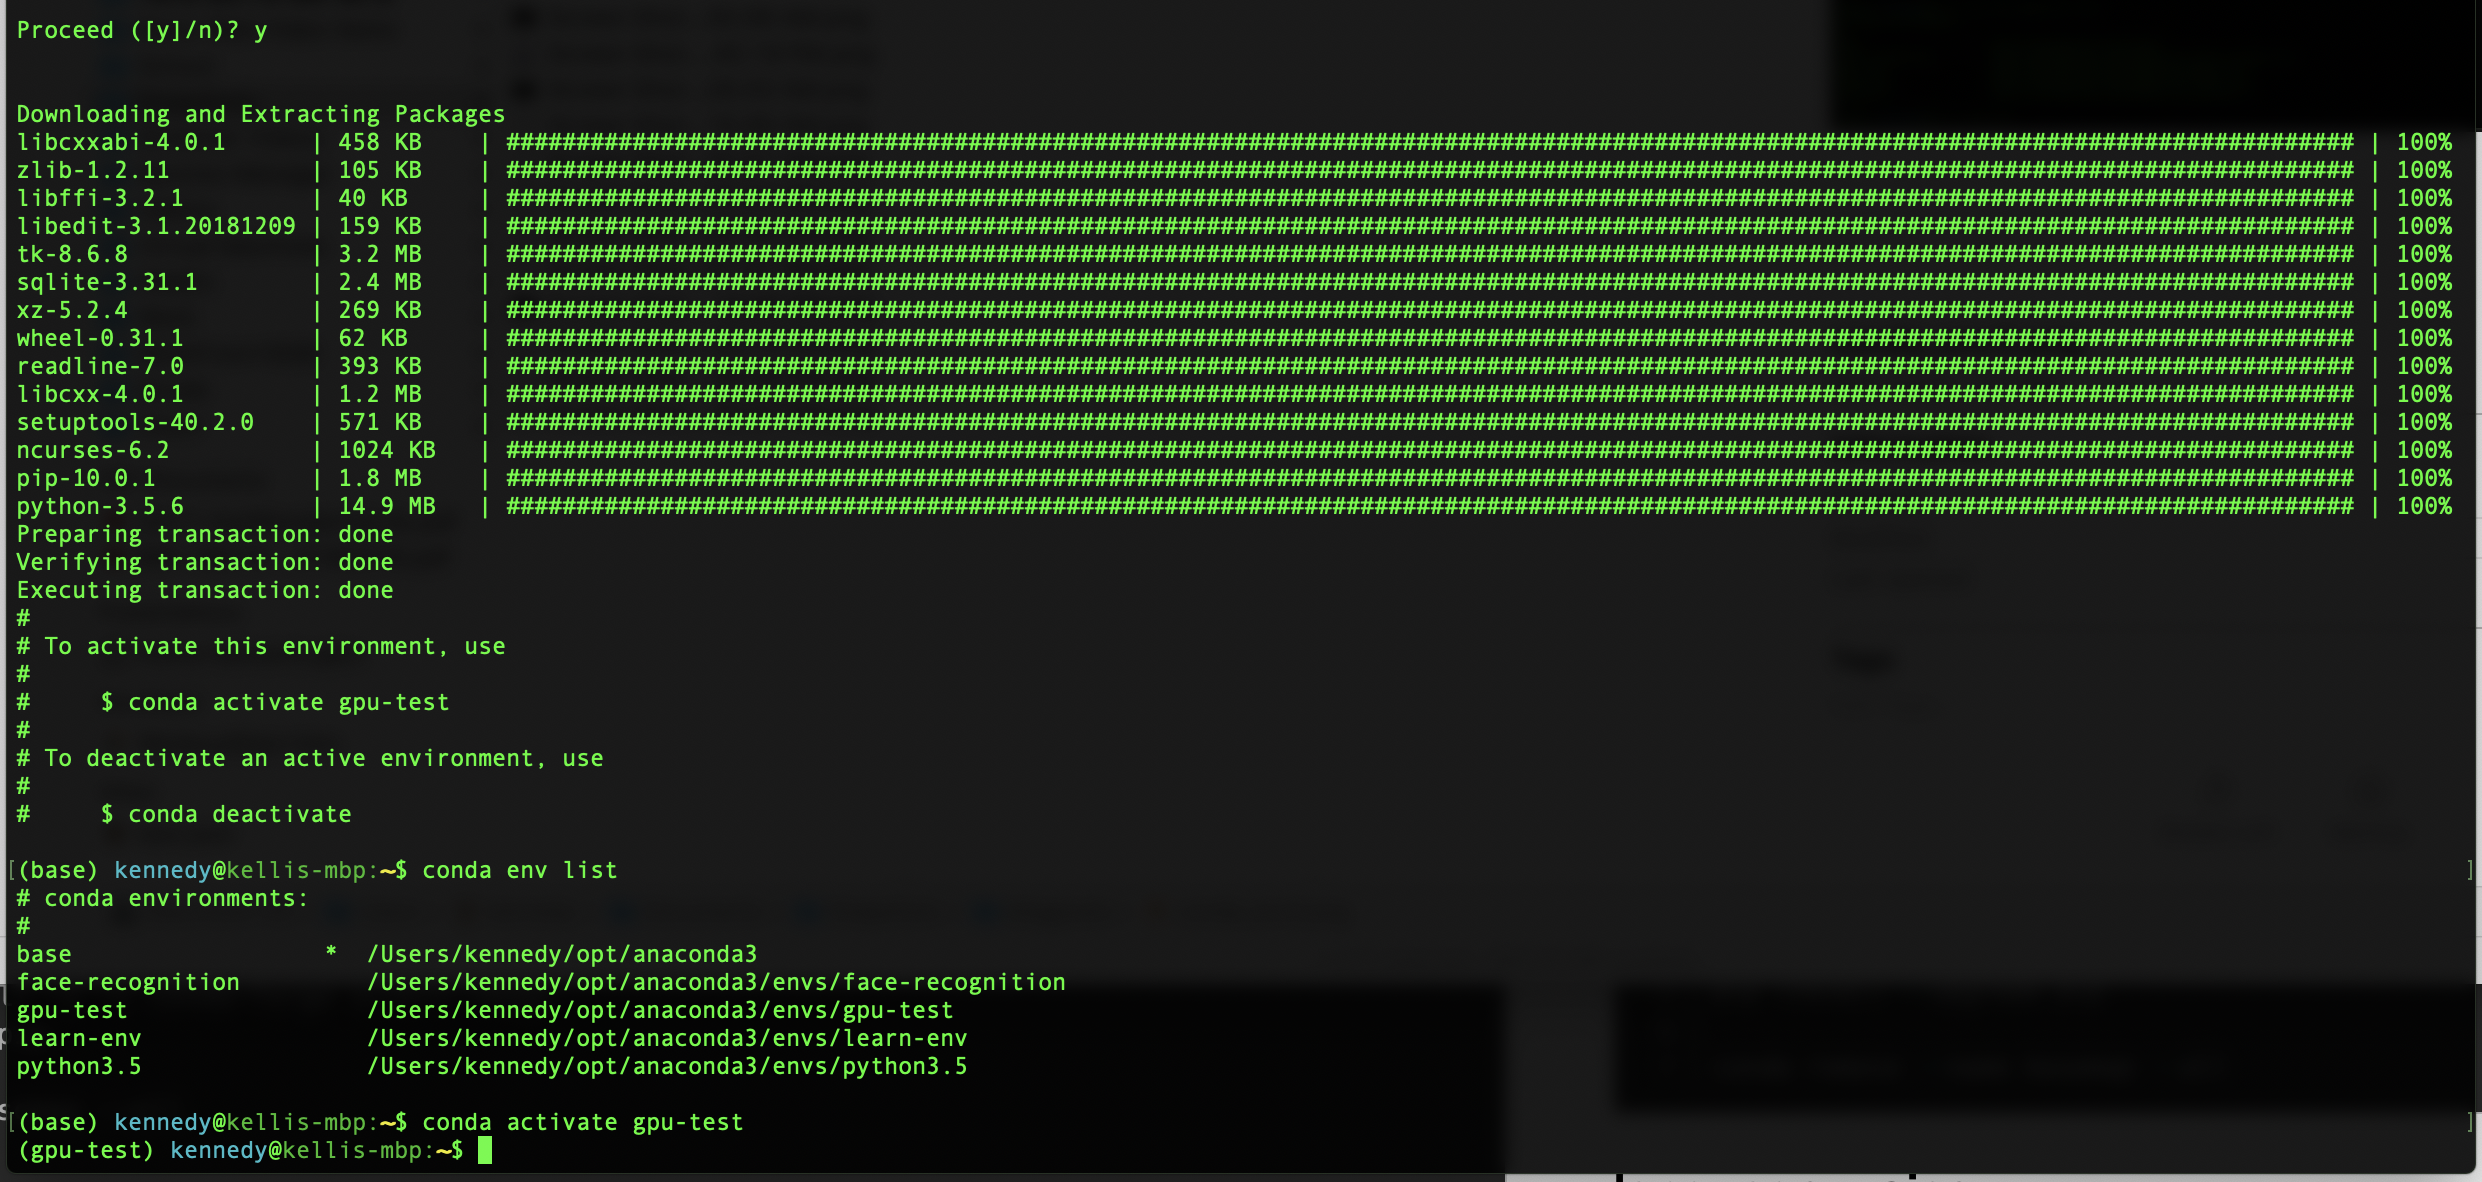 Proceed ([y]/n)? y
Downloading and Extracting Packages
libcxxabi-4.0.1      | 458 KB    | #################################################################################################################################### | 100%
zlib-1.2.11          | 105 KB    | #################################################################################################################################### | 100%
libffi-3.2.1         | 40 KB     | #################################################################################################################################### | 100%
libedit-3.1.20181209 | 159 KB    | #################################################################################################################################### | 100%
tk-8.6.8             | 3.2 MB    | #################################################################################################################################### | 100%
sqlite-3.31.1        | 2.4 MB    | #################################################################################################################################### | 100%
xz-5.2.4             | 269 KB    | #################################################################################################################################### | 100%
wheel-0.31.1         | 62 KB     | #################################################################################################################################### | 100%
readline-7.0         | 393 KB    | #################################################################################################################################### | 100%
libcxx-4.0.1         | 1.2 MB    | #################################################################################################################################### | 100%
setuptools-40.2.0    | 571 KB    | #################################################################################################################################### | 100%
ncurses-6.2          | 1024 KB   | #################################################################################################################################### | 100%
pip-10.0.1           | 1.8 MB    | #################################################################################################################################### | 100%
python-3.5.6         | 14.9 MB   | #################################################################################################################################### | 100%
Preparing transaction: done
Verifying transaction: done
Executing transaction: done
#
# To activate this environment, use
#
#     $ conda activate gpu-test
#
# To deactivate an active environment, use
#
#     $ conda deactivate
[(base) kennedy@kellis-mbp:~$ conda env list ]
# conda environments:
#
base                  *  /Users/kennedy/opt/anaconda3
face-recognition         /Users/kennedy/opt/anaconda3/envs/face-recognition
gpu-test                 /Users/kennedy/opt/anaconda3/envs/gpu-test
learn-env                /Users/kennedy/opt/anaconda3/envs/learn-env
python3.5                /Users/kennedy/opt/anaconda3/envs/python3.5
[(base) kennedy@kellis-mbp:~$ conda activate gpu-test ]
(gpu-test) kennedy@kellis-mbp:~$